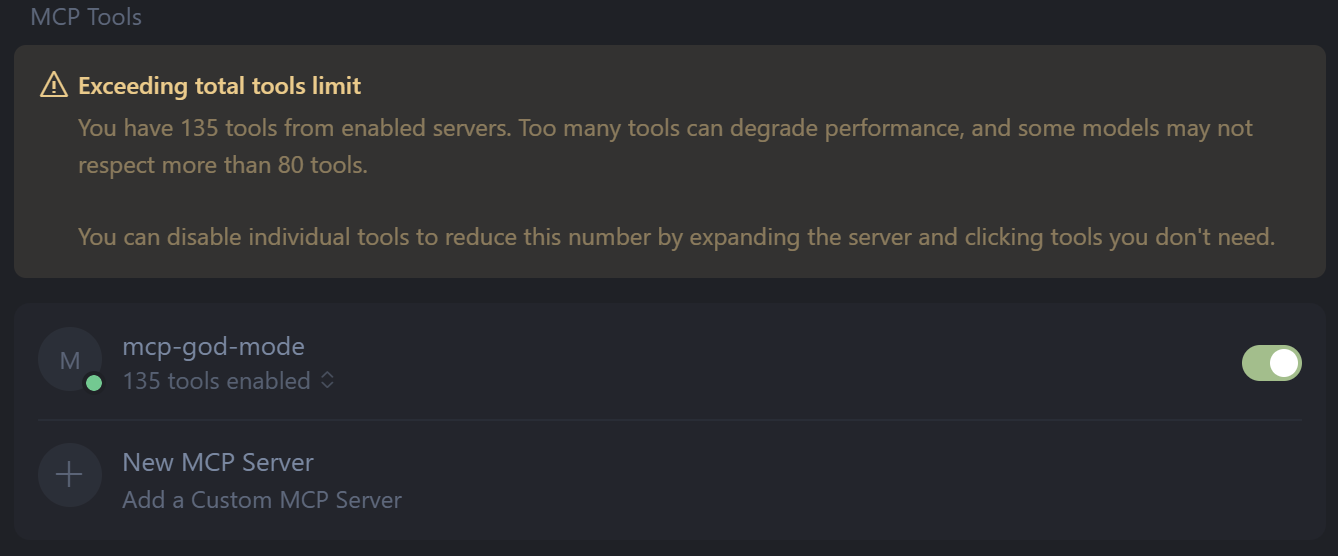 MCP Tools
Exceeding total tools limit
You have 135 tools from enabled servers. Too many tools can degrade performance, and some models may not
respect more than 80 tools.
You can disable individual tools to reduce this number by expanding the server and clicking tools you don't need.
M
mcp-god-mode
135 tools enabled
New MCP Server
Add a Custom MCP Server